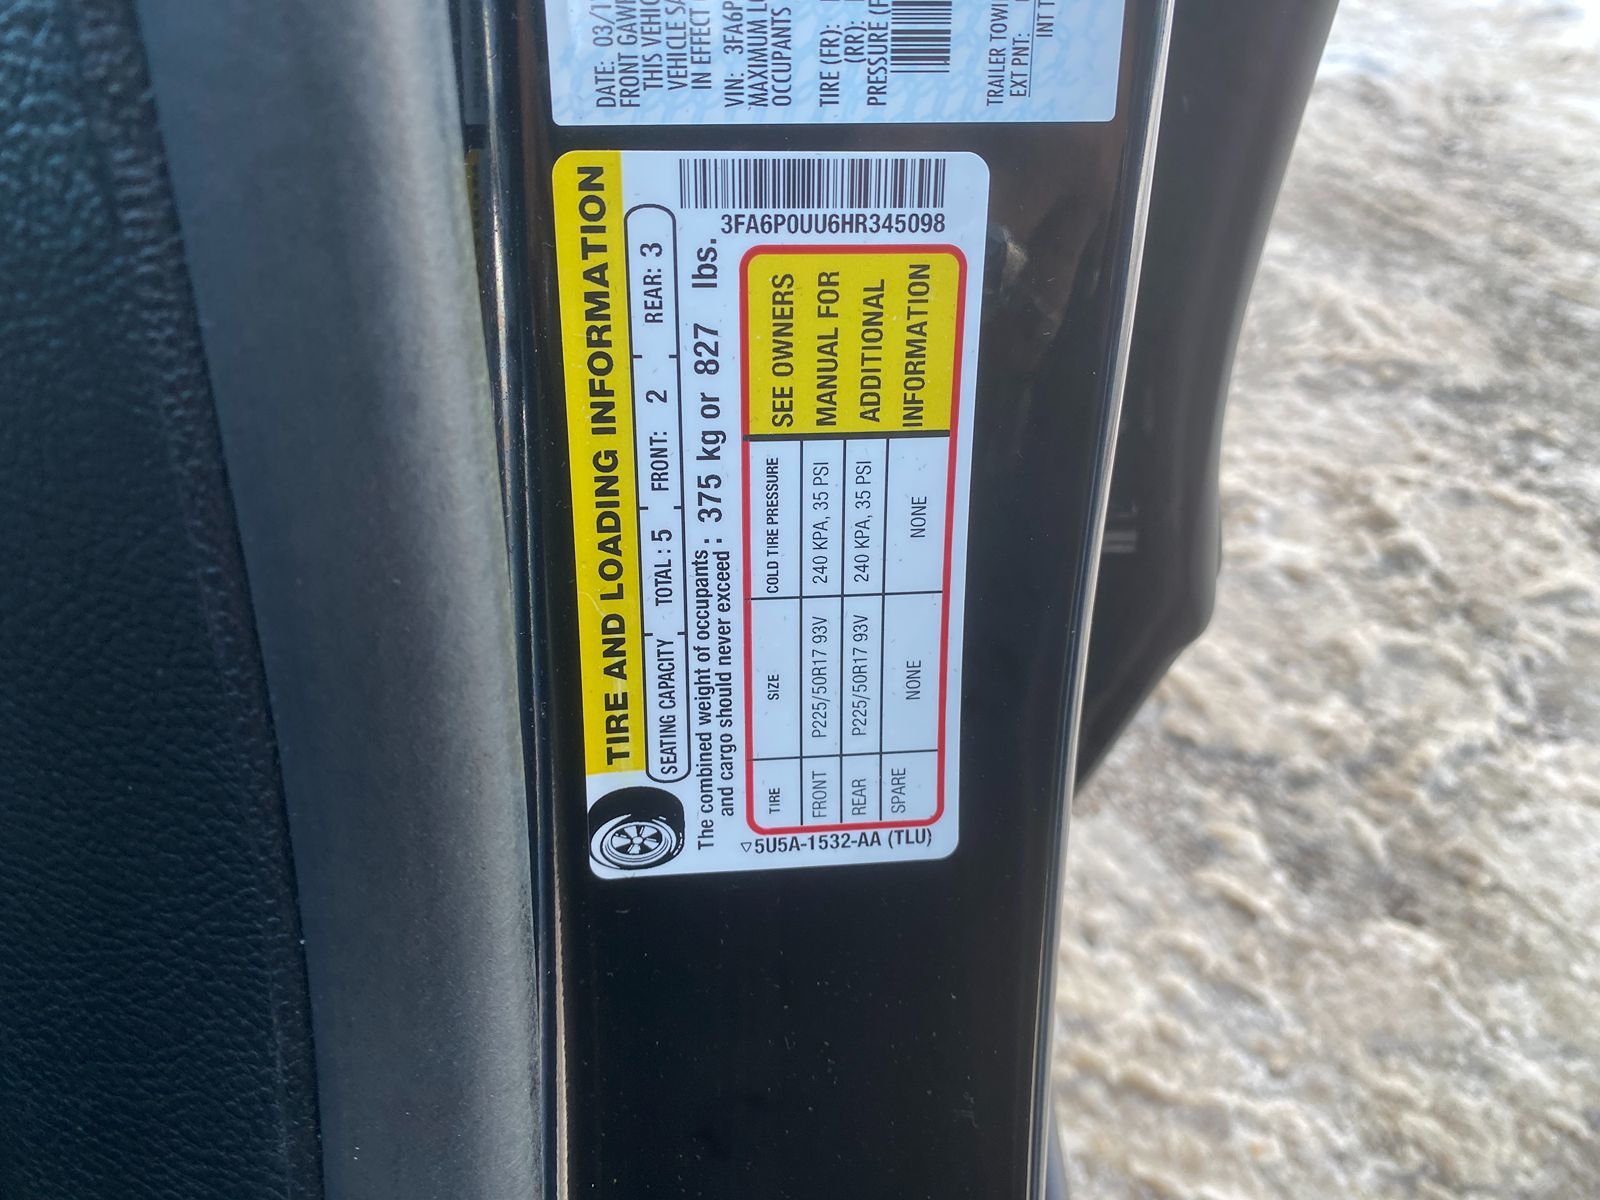 DATE: 03/1
FRONT GAWR
THIS VEHIC
VEHICLE SA
IN EFFECT
VIN: 3FA6P
MAXIMUM LO
OCCUPANTS
TIRE (FR):
(RR):
PRESSURE (F
TRAILER TOWI
EXT PNT:
INT T
TIRE AND LOADING INFORMATION
SEATING CAPACITY TOTAL : 5 FRONT: 2 REAR: 3
The combined weight of occupants and cargo should never exceed : 375 kg or 827 lbs.
3FA6P0UU6HR345098
TIRE SIZE COLD TIRE PRESSURE
FRONT P225/50R17 93V 240 KPA, 35 PSI
REAR P225/50R17 93V 240 KPA, 35 PSI
SPARE NONE NONE
SEE OWNERS
MANUAL FOR
ADDITIONAL
INFORMATION
▽5U5A-1532-AA (TLU)